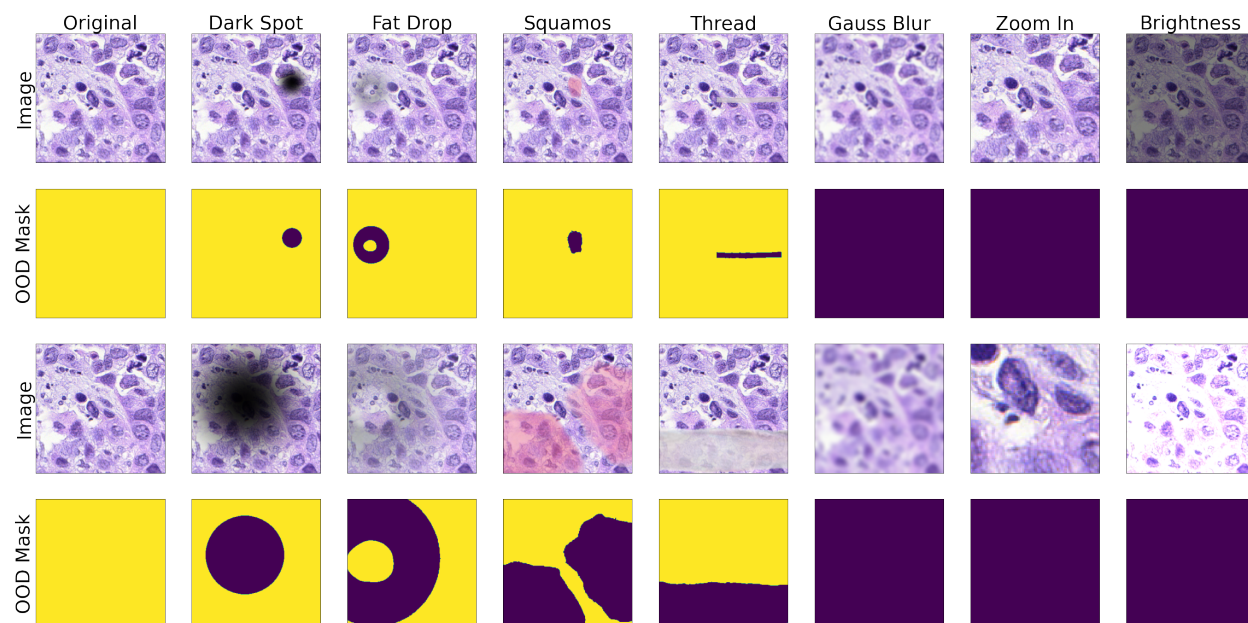 Original Dark Spot Fat Drop Squamos Thread Gauss Blur Zoom In Brightness
Image
OOD Mask
Image
OOD Mask